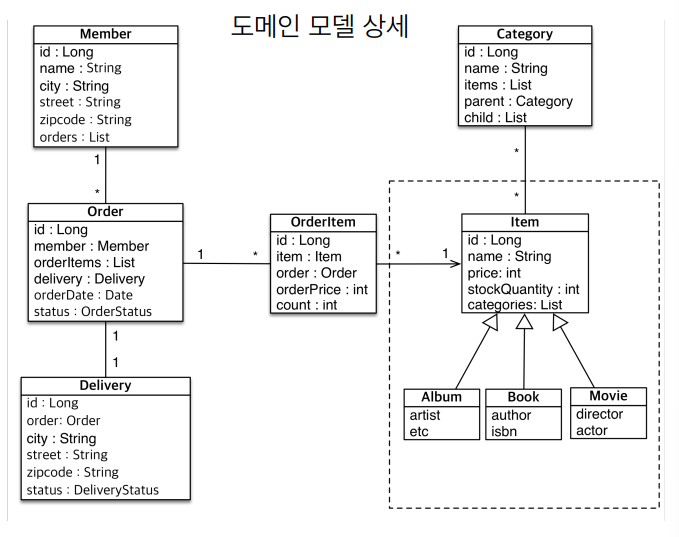 도메인 모델 상세
Member
id : Long
name : String
city : String
street : String
zipcode : String
orders : List
Category
id : Long
name : String
items : List
parent : Category
child : List
1
*
*
*
Order
id : Long
member : Member
orderItems : List
delivery : Delivery
orderDate : Date
status : OrderStatus
1
*
OrderItem
id : Long
item : Item
order : Order
orderPrice : int
count : int
*
1
Item
id : Long
name : String
price: int
stockQuantity : int
categories: List
1
1
Delivery
id : Long
order: Order
city : String
street : String
zipcode : String
status : DeliveryStatus
Album
artist
etc
Book
author
isbn
Movie
director
actor